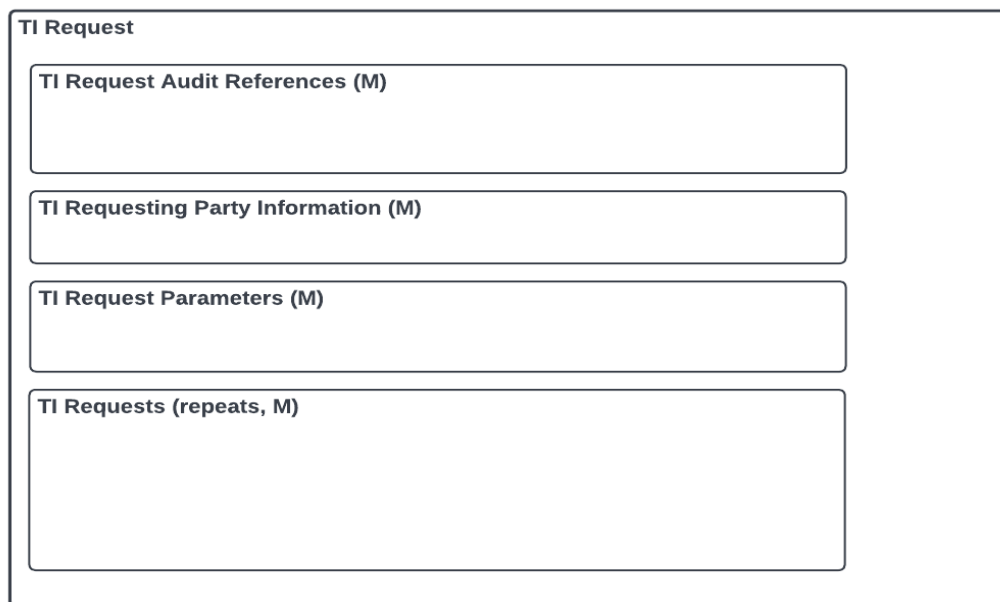 TI Request
TI Request Audit References (M)
TI Requesting Party Information (M)
TI Request Parameters (M)
TI Requests (repeats, M)